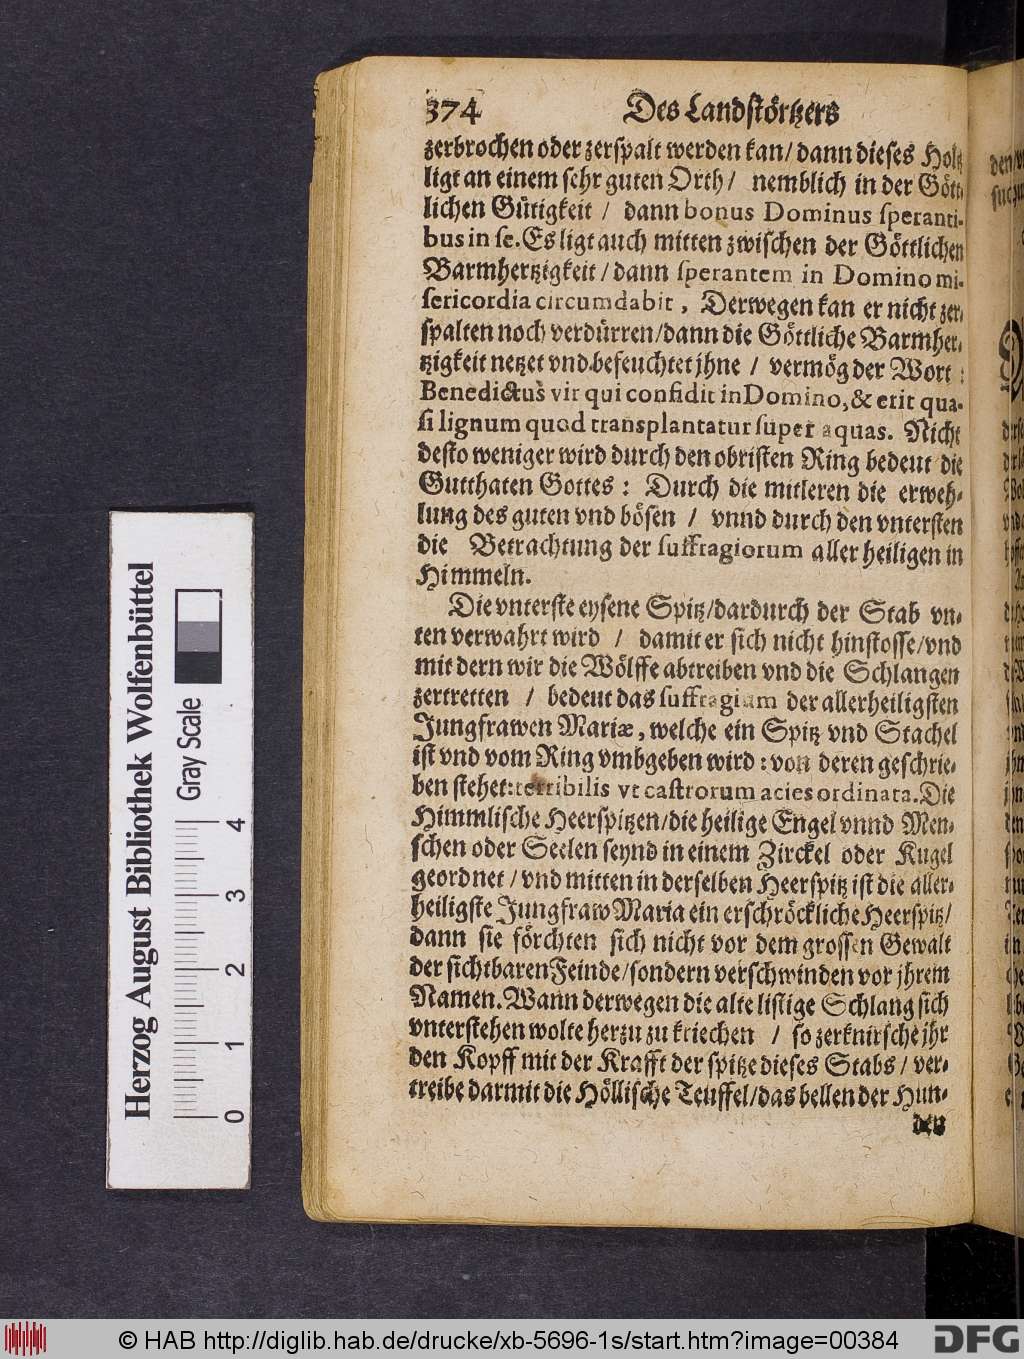 374 Des Landstörtzers
zerbrochen oder zerspalt werden kan/ dann dieses Holtz
ligt an einem sehr guten Orth/ nemblich in der Gött-
lichen Gütigkeit / dann bonus Dominus speranti-
bus in se. Es ligt auch mitten zwischen der Göttlichen
Barmhertzigkeit/ dann sperantem in Domino mi-
sericordia circumdabit, Derwegen kan er nicht zer-
spalten noch verdürren/dann die Göttliche Barmher-
tzigkeit netzet vnd befeuchtet jhne / vermög der Wort:
Benedictus vir qui confidit in Domino, & erit qua-
si lignum quod transplantatur super aquas. Nicht
desto weniger wird durch den obristen Ring bedeut die
Gutthaten Gottes: Durch die mitleren die erweh-
lung des guten vnd bösen / vnnd durch den vntersten
die Betrachtung der suffragiorum aller heiligen in
Himmeln.
Die vnterste eysene Spitz/dardurch der Stab vn-
ten verwahrt wird / damit er sich nicht hinstosse/vnd
mit dern wir die Wölffe abtreiben vnd die Schlangen
zertretten / bedeut das suffragium der allerheiligsten
Jungfrawen Mariæ, welche ein Spitz vnd Stachel
ist vnd vom Ring vmbgeben wird: von deren geschrie-
ben stehet: terribilis vt castrorum acies ordinata. Die
Himmlische Heerspitzen/die heilige Engel vnnd Men-
schen oder Seelen seynd in einem Zirckel oder Kugel
geordnet / vnd mitten in derselben Heerspitz ist die aller-
heiligste Jungfraw Maria ein erschröckliche Heerspitz/
dann sie förchten sich nicht vor dem grossen Gewalt
der sichtbaren Feinde/sondern verschwinden vor jhrem
Namen. Wann derwegen die alte listige Schlang sich
vnterstehen wolte herzu zu kriechen / so zerknirsche jhr
den Kopff mit der Krafft der spitze dieses Stabs / ver-
treibe darmit die Höllische Teuffel/das bellen der Hun-
den
Herzog August Bibliothek Wolfenbüttel
Gray Scale
0 1 2 3 4
© HAB http://diglib.hab.de/drucke/xb-5696-1s/start.htm?image=00384
DFG